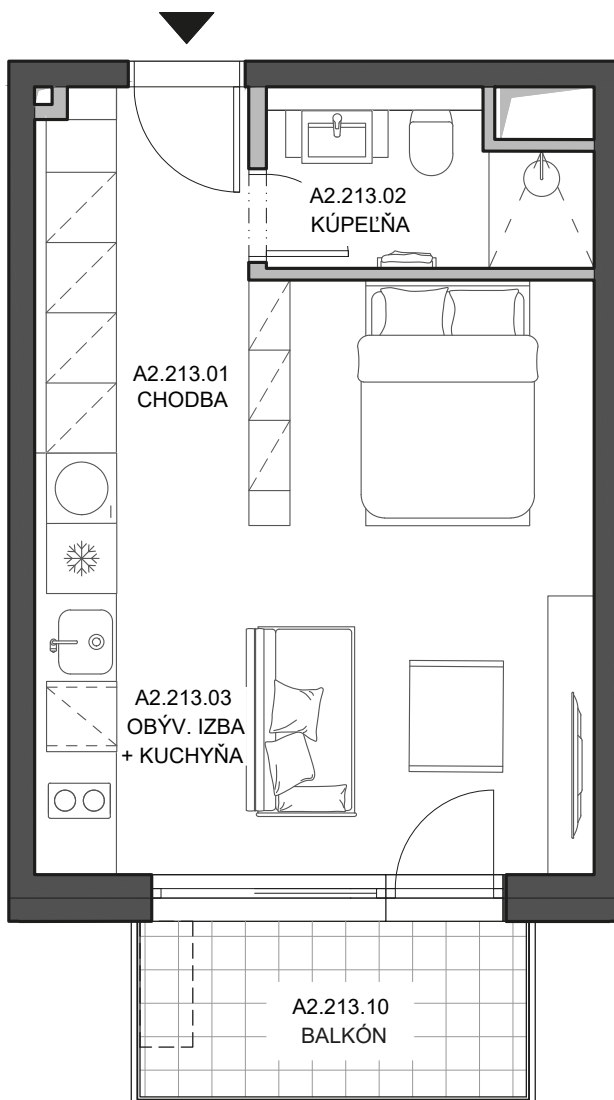 A2.213.02
KÚPEĽŇA
A2.213.01
CHODBA
A2.213.03
OBÝV. IZBA
+ KUCHYŇA
A2.213.10
BALKÓN